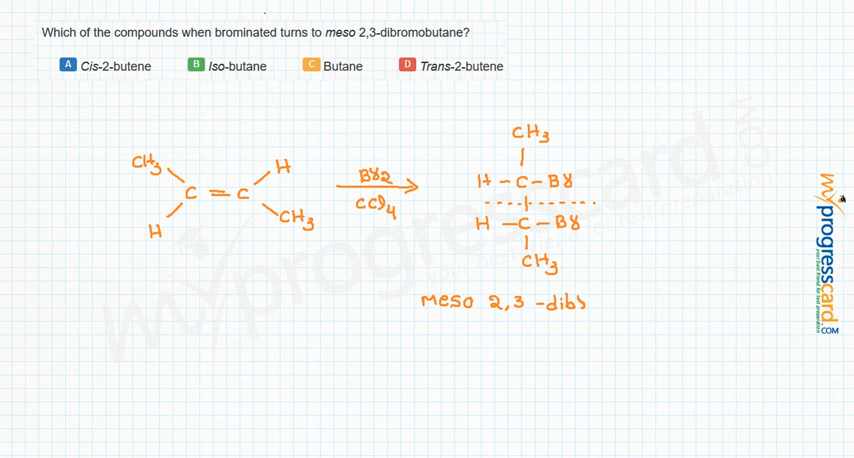 Which of the compounds when brominated turns to meso 2,3-dibromobutane?
A Cis-2-butene
B Iso-butane
C Butane
D Trans-2-butene
CH3
H
C = C
H
CH3
Br2
CCl4
CH3
H - C - Br
H - C - Br
CH3
Meso 2,3 -dib
myprogresscard
.COM
myprogresscard
.COM